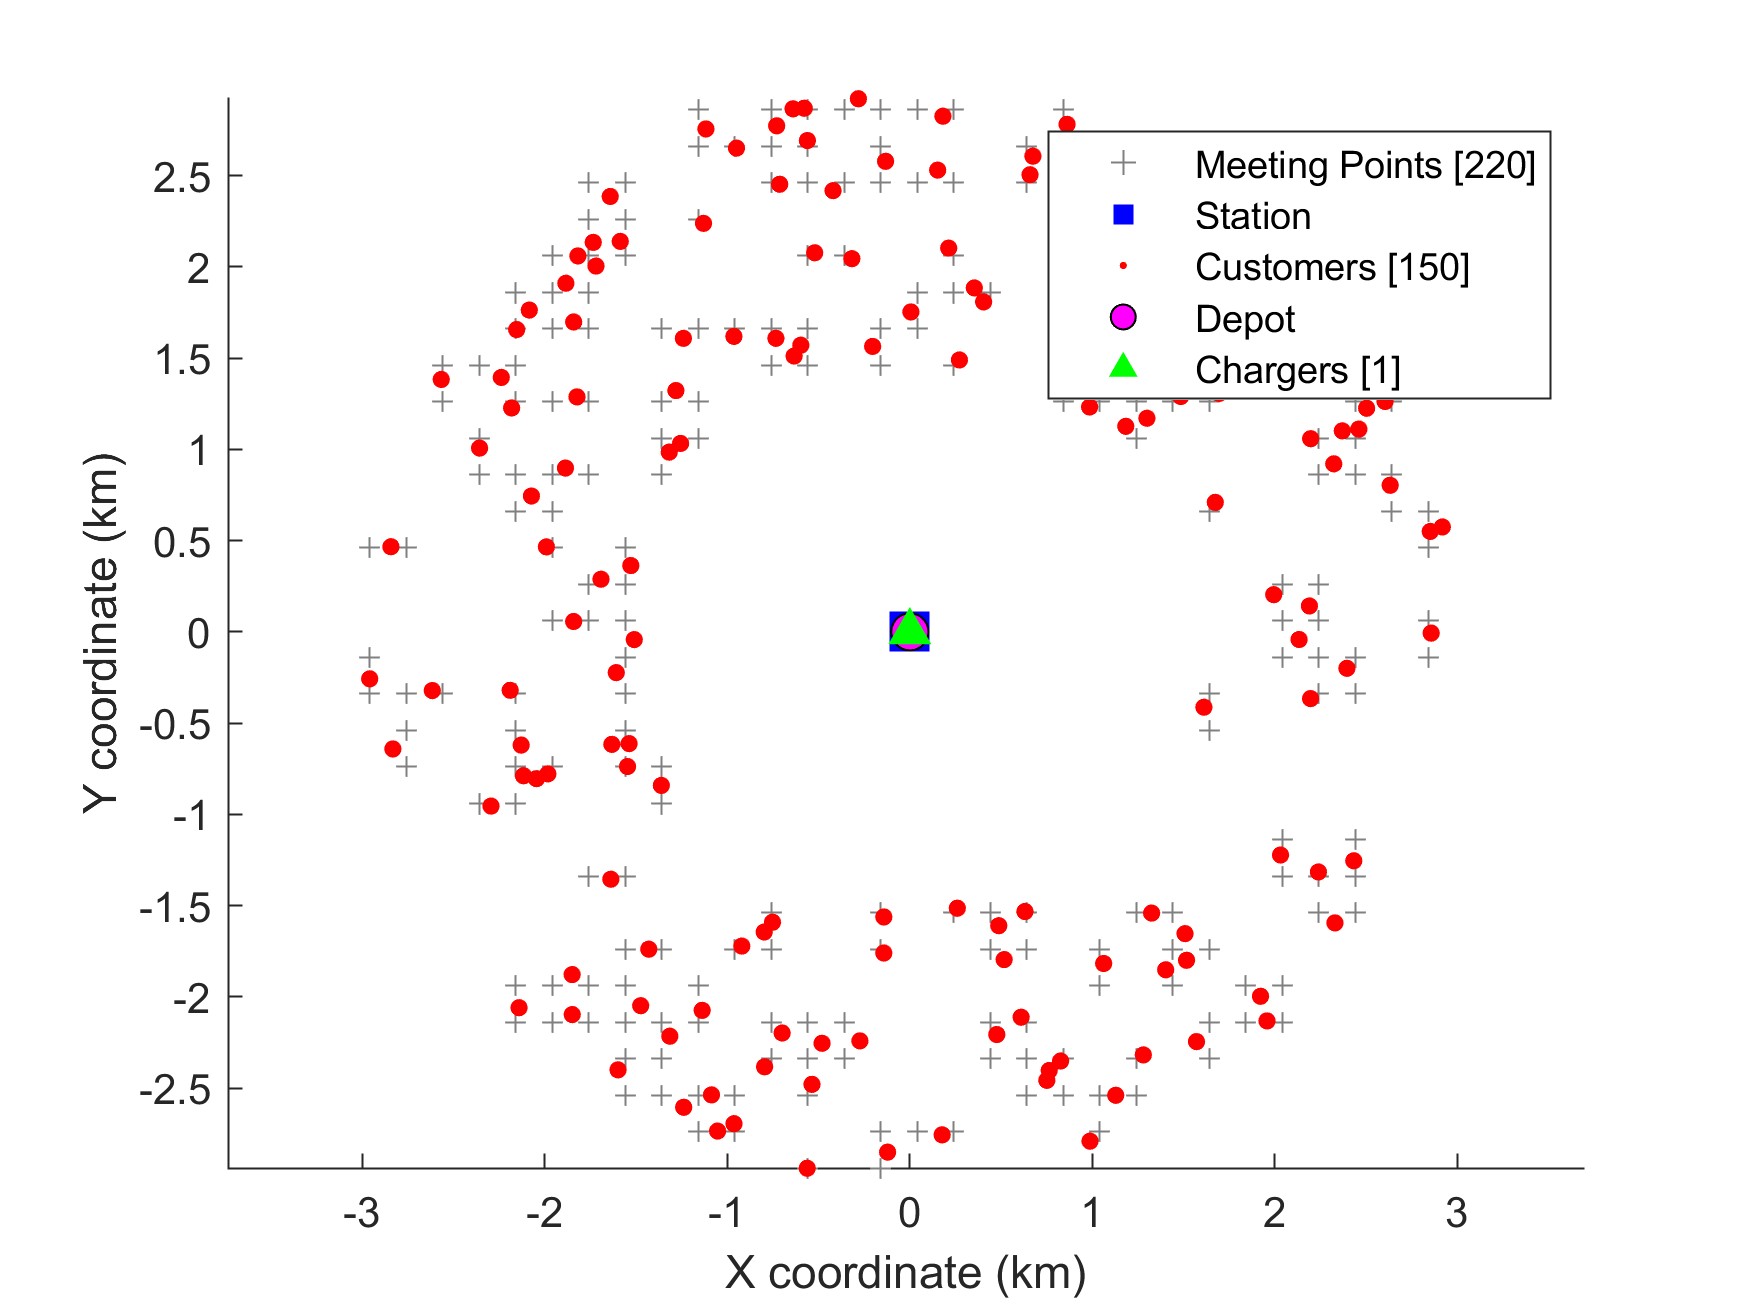 Meeting Points [220]
Station
Customers [150]
Depot
Chargers [1]
2.5
2
1.5
1
0.5
0
-0.5
-1
-1.5
-2
-2.5
Y coordinate (km)
-3 -2 -1 0 1 2 3
X coordinate (km)